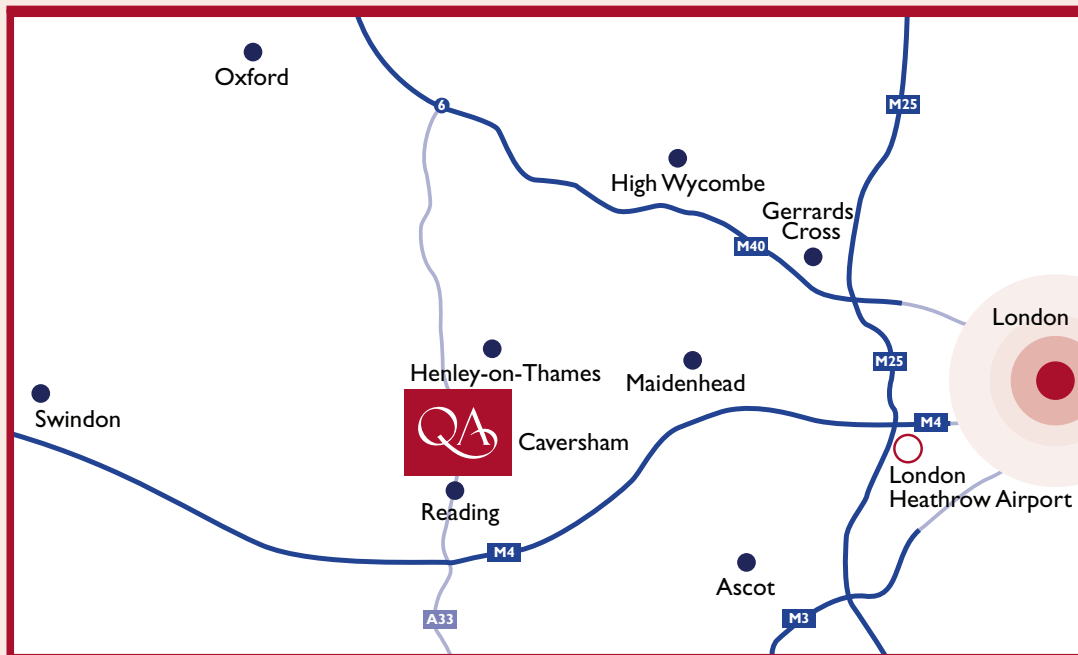 Oxford
6
M25
High Wycombe
Gerrards
Cross
M40
London
Henley-on-Thames
Maidenhead
M25
Swindon
QA
Caversham
M4
London
Heathrow Airport
Reading
M4
Ascot
A33
M3